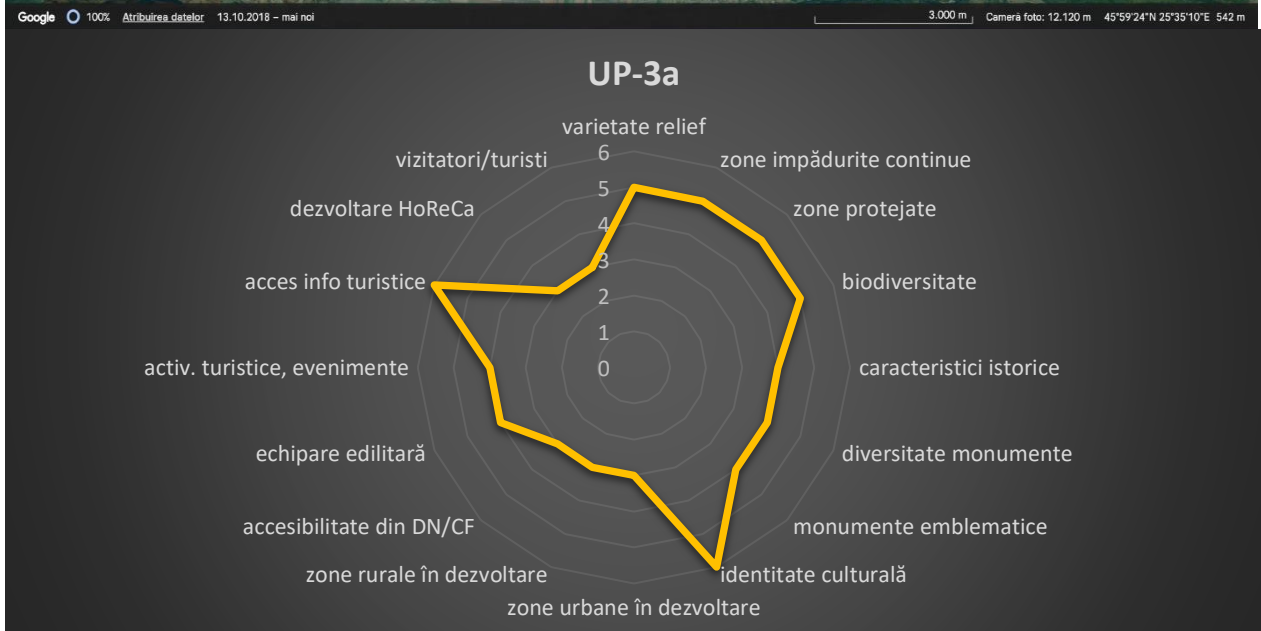 Google 100% Atribuirea datelor 13.10.2018 – mai noi 3.000 m Cameră foto: 12.120 m 45°59'24"N 25°35'10"E 542 m
UP-3a
varietate relief
vizitatori/turisti 6 zone impădurite continue
5
dezvoltare HoReCa zone protejate
4
acces info turistice 3 biodiversitate
2
1
activ. turistice, evenimente 0 caracteristici istorice
echipare edilitară diversitate monumente
accesibilitate din DN/CF monumente emblematice
zone rurale în dezvoltare identitate culturală
zone urbane în dezvoltare